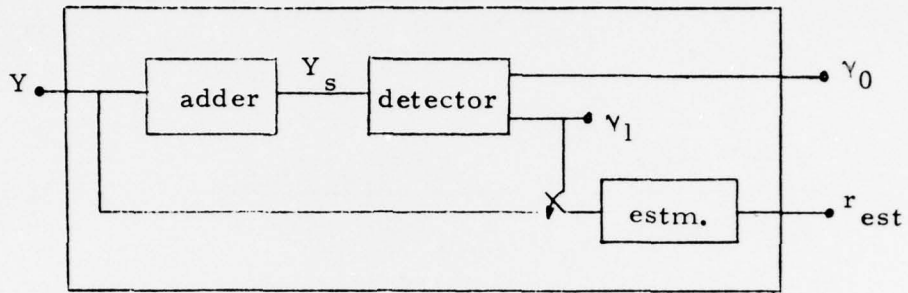 Y
adder
Y_s
detector
γ_0
γ_1
estm.
r_est